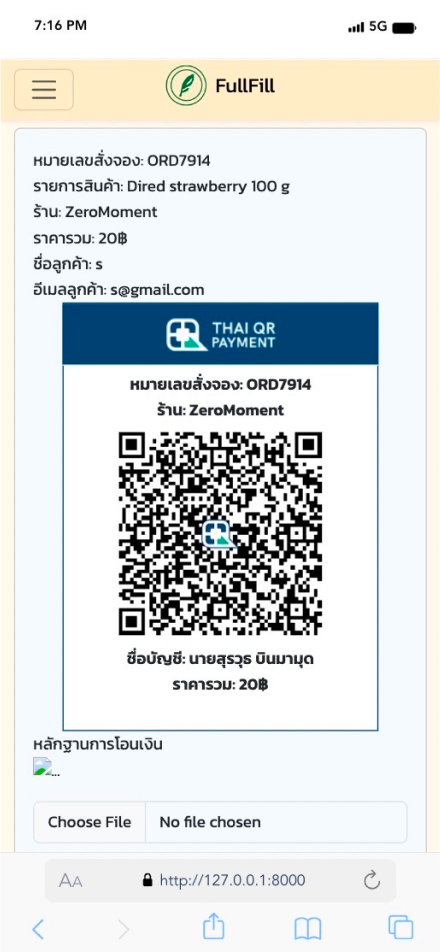 7:16 PM
5G
FullFill
หมายเลขสั่งจอง: ORD7914
รายการสินค้า: Dired strawberry 100 g
ร้าน: ZeroMoment
ราคารวม: 20฿
ชื่อลูกค้า: s
อีเมลลูกค้า: s@gmail.com
THAI QR
PAYMENT
หมายเลขสั่งจอง: ORD7914
ร้าน: ZeroMoment
ชื่อบัญชี: นายสุรวุธ บินมามุด
ราคารวม: 20฿
หลักฐานการโอนเงิน
...
Choose File No file chosen
AA http://127.0.0.1:8000